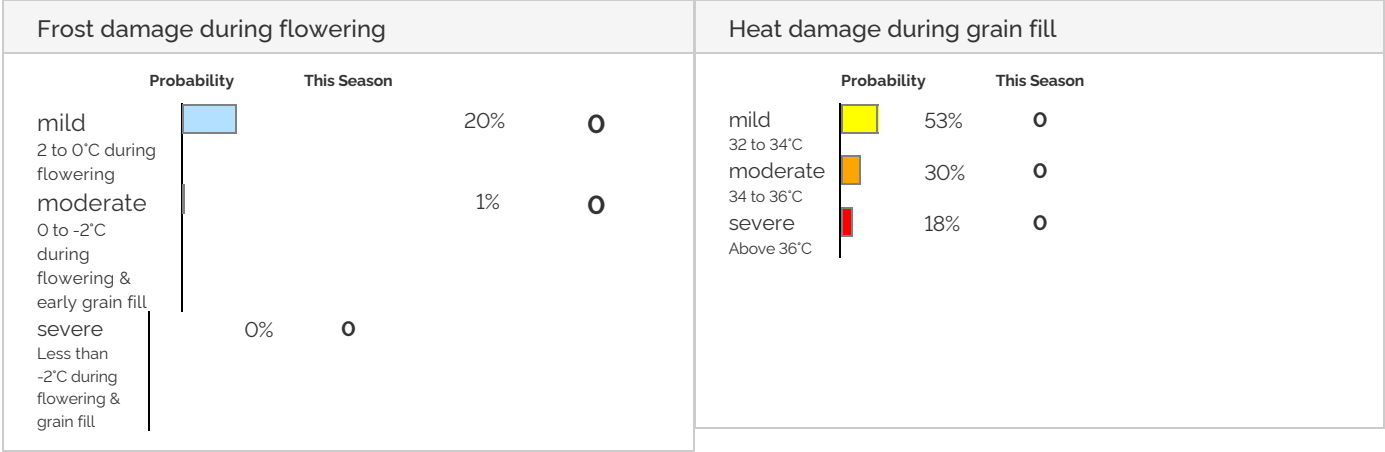 Frost damage during flowering
Probability This Season
mild 20% 0
2 to 0°C during
flowering
moderate 1% 0
0 to -2°C
during
flowering &
early grain fill
severe 0% 0
Less than
-2°C during
flowering &
grain fill
Heat damage during grain fill
Probability This Season
mild 53% 0
32 to 34°C
moderate 30% 0
34 to 36°C
severe 18% 0
Above 36°C